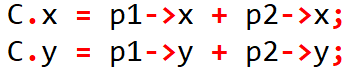 C.x = p1->x + p2->x;
C.y = p1->y + p2->y;